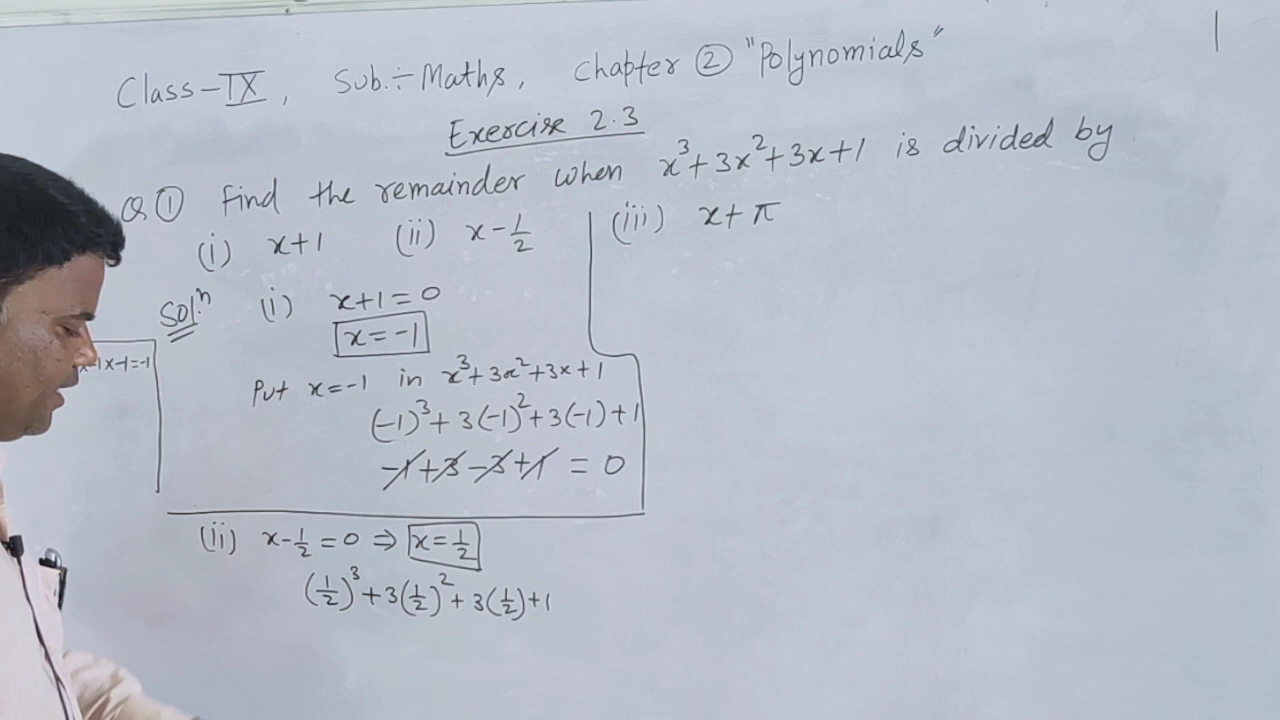 Class-IX, Sub.÷Maths, Chapter ② "Polynomials"
Exercise 2.3
Q① Find the remainder when x³+3x²+3x+1 is divided by
(i) x+1 (ii) x-1/2 (iii) x+π
Solⁿ (i) x+1=0
x=-1
Put x=-1 in x³+3x²+3x+1
(-1)³+3(-1)²+3(-1)+1
-1+3-3+1=0
(ii) x-1/2=0⇒x=1/2
(1/2)³+3(1/2)²+3(1/2)+1